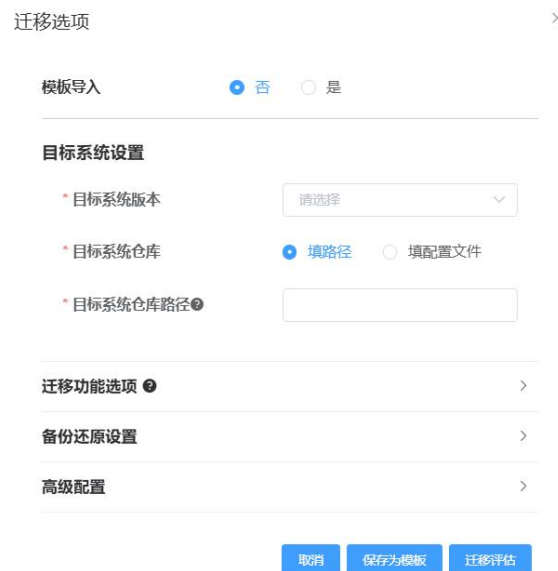 迁移选项
模板导入 否 是
目标系统设置
* 目标系统版本 请选择
* 目标系统仓库 填路径 填配置文件
* 目标系统仓库路径?
迁移功能选项 ?
备份还原设置
高级配置
取消 保存为模板 迁移评估